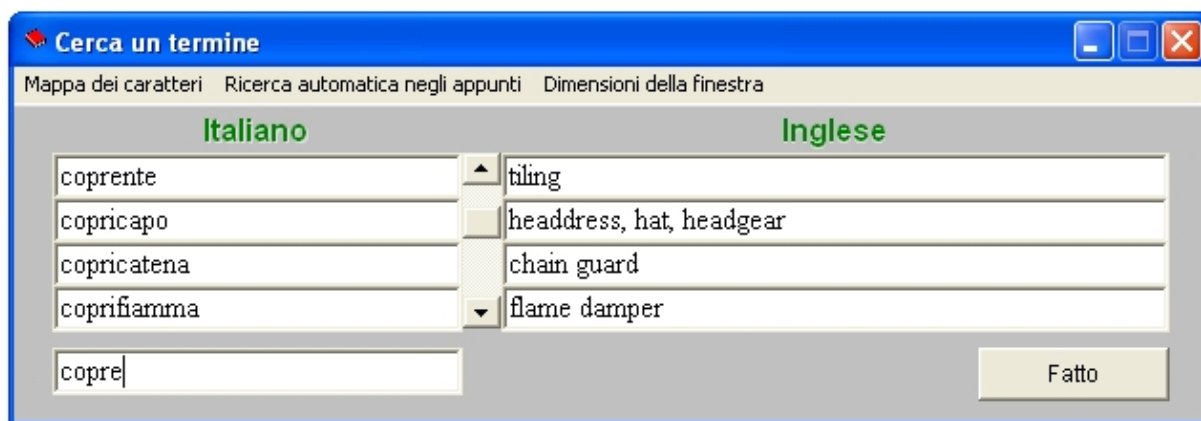 Cerca un termine
Mappa dei caratteri Ricerca automatica negli appunti Dimensioni della finestra
Italiano Inglese
coprente tiling
copricapo headdress, hat, headgear
copricatena chain guard
coprifiamma flame damper
copre Fatto